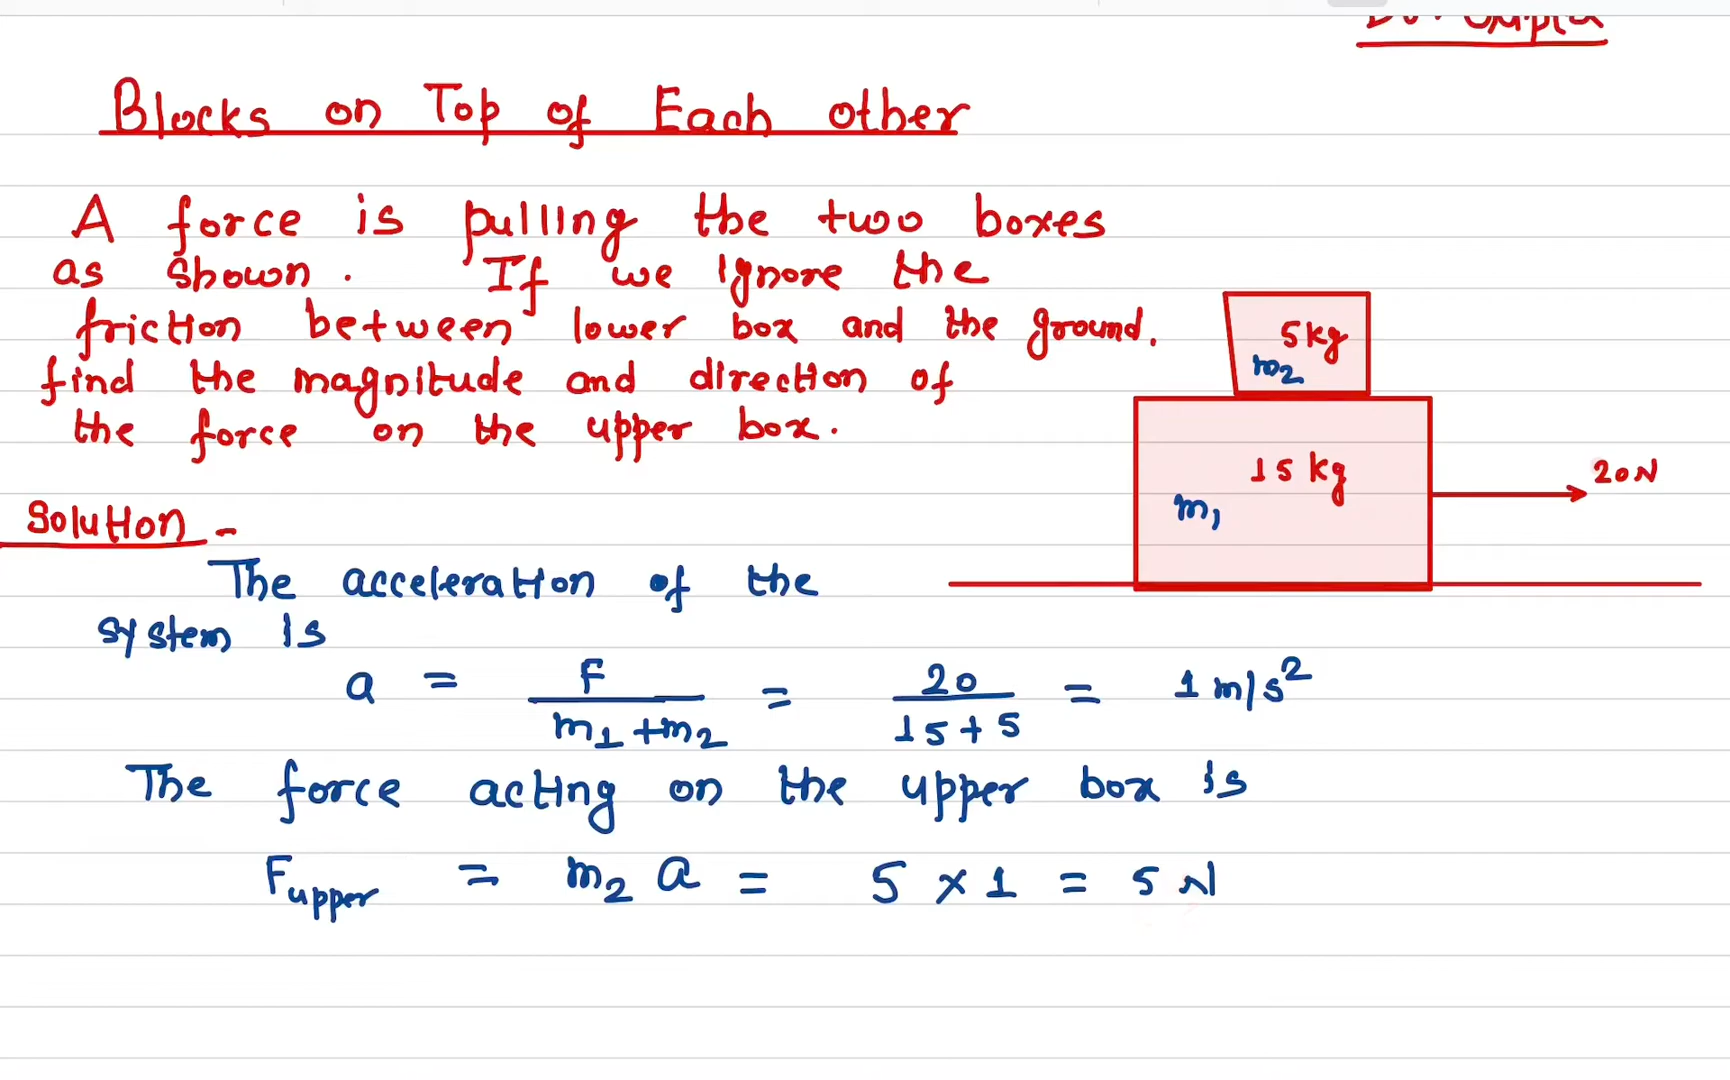 Blocks on Top of Each other
A force is pulling the two boxes
as shown. If we ignore the
friction between lower box and the ground.
find the magnitude and direction of
the force on the upper box.
5kg
m₂
15 kg
m₁
20N
Solution -
The acceleration of the
system is
a = F / m₁ + m₂ = 20 / 15 + 5 = 1 m/s²
The force acting on the upper box is
F upper = m₂ a = 5 × 1 = 5 N